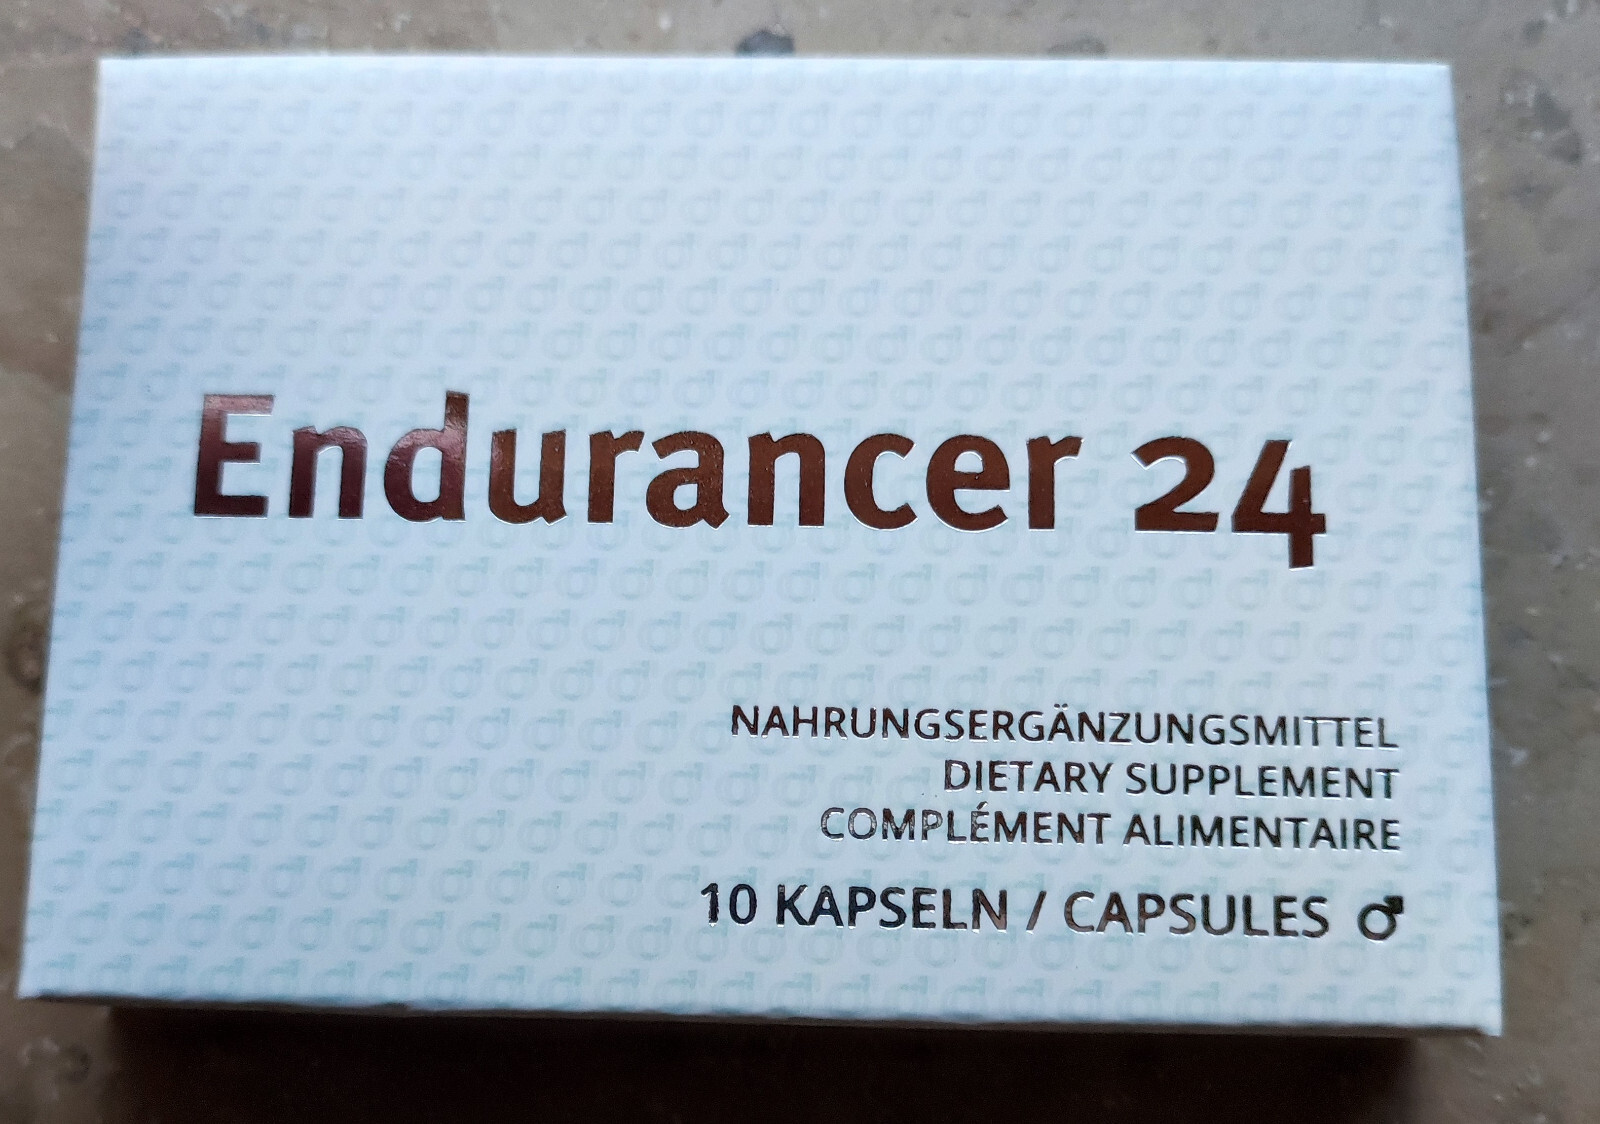 Endurancer 24
NAHRUNGSERGÄNZUNGSMITTEL
DIETARY SUPPLEMENT
COMPLÉMENT ALIMENTAIRE
10 KAPSELN / CAPSULES ♂